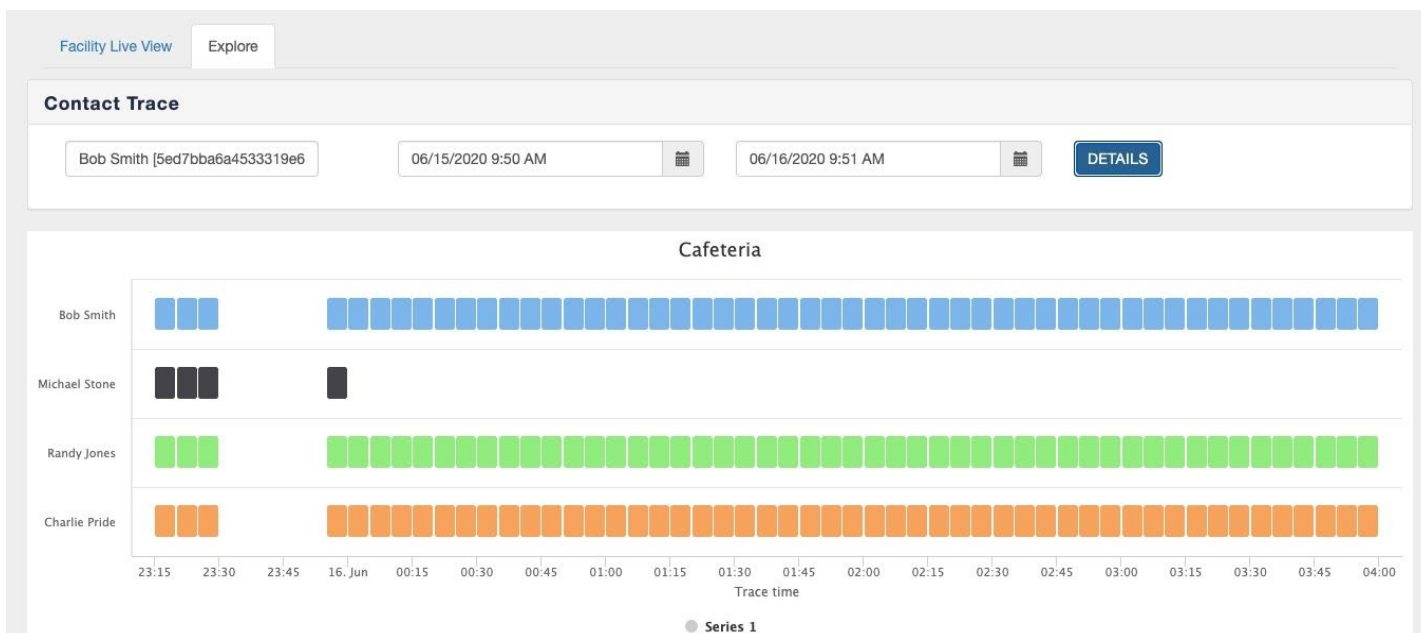 Facility Live View Explore
Contact Trace
Bob Smith [5ed7bba6a4533319e6 06/15/2020 9:50 AM 06/16/2020 9:51 AM DETAILS
Cafeteria
Bob Smith
Michael Stone
Randy Jones
Charlie Pride
23:15 23:30 23:45 16. Jun 00:15 00:30 00:45 01:00 01:15 01:30 01:45 02:00 02:15 02:30 02:45 03:00 03:15 03:30 03:45 04:00
Trace time
Series 1